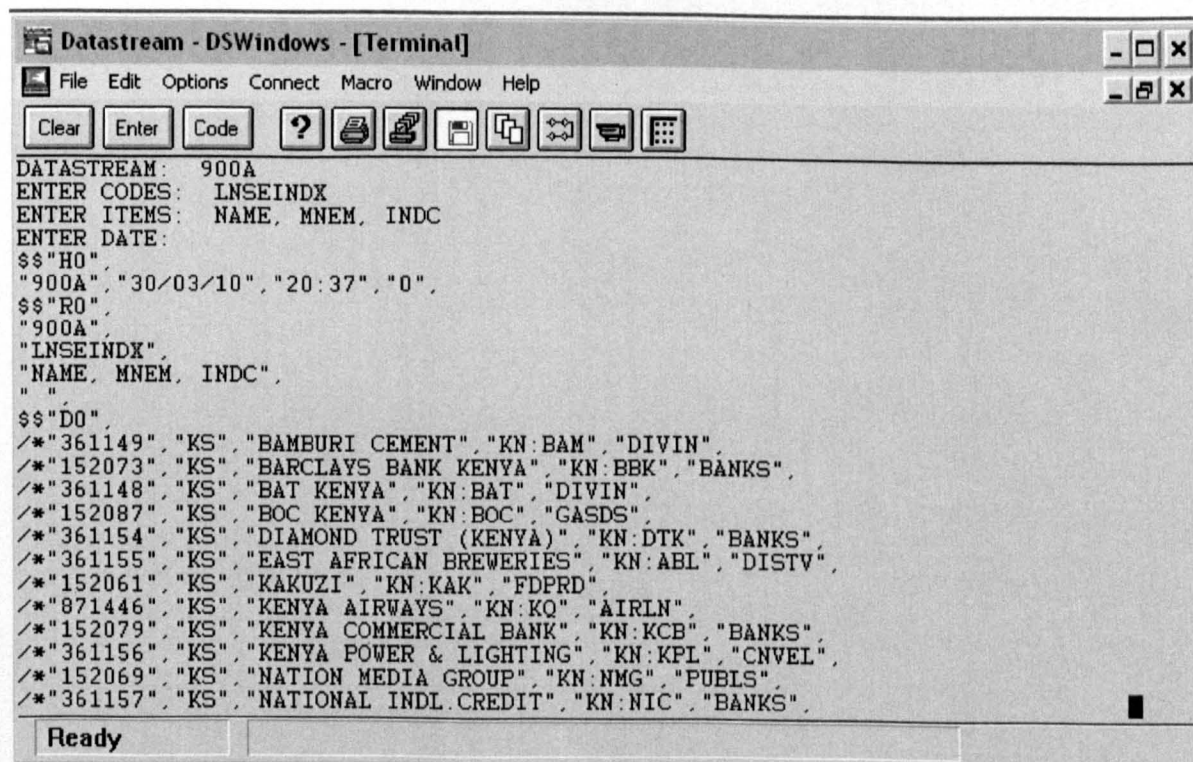 Datastream - DSWindows - [Terminal]
File Edit Options Connect Macro Window Help
Clear Enter Code ?
DATASTREAM: 900A
ENTER CODES: LNSEINDX
ENTER ITEMS: NAME, MNEM, INDC
ENTER DATE:
$$"H0",
"900A","30/03/10","20:37","0",
$$"R0",
"900A",
"LNSEINDX",
"NAME, MNEM, INDC",
"  ",
$$"D0",
/*"361149","KS","BAMBURI CEMENT","KN:BAM","DIVIN",
/*"152073","KS","BARCLAYS BANK KENYA","KN:BBK","BANKS",
/*"361148","KS","BAT KENYA","KN:BAT","DIVIN",
/*"152087","KS","BOC KENYA","KN:BOC","GASDS",
/*"361154","KS","DIAMOND TRUST (KENYA)","KN:DTK","BANKS",
/*"361155","KS","EAST AFRICAN BREWERIES","KN:ABL","DISTV",
/*"152061","KS","KAKUZI","KN:KAK","FDPRD",
/*"871446","KS","KENYA AIRWAYS","KN:KQ","AIRLN",
/*"152079","KS","KENYA COMMERCIAL BANK","KN:KCB","BANKS",
/*"361156","KS","KENYA POWER & LIGHTING","KN:KPL","CNVEL",
/*"152069","KS","NATION MEDIA GROUP","KN:NMG","PUBLS",
/*"361157","KS","NATIONAL INDL.CREDIT","KN:NIC","BANKS",
Ready